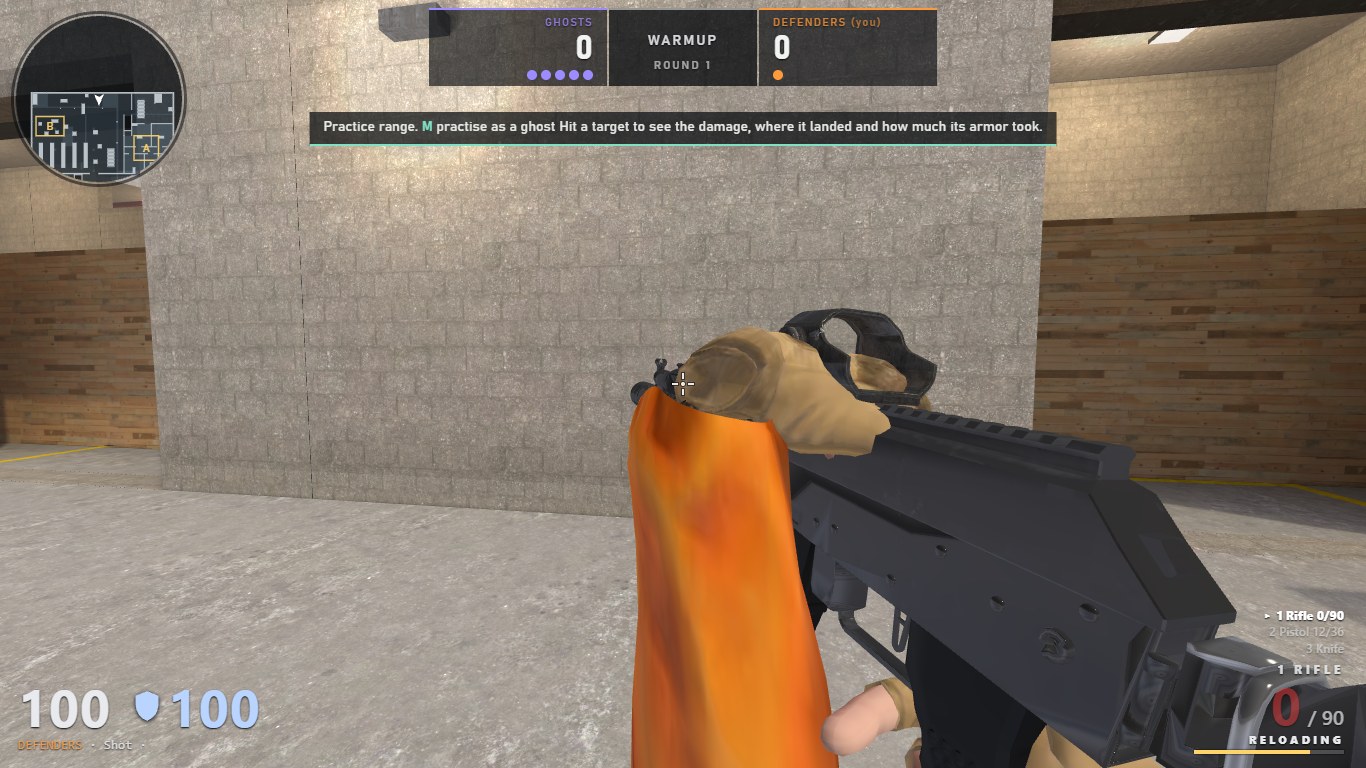 GHOSTS
0
WARMUP
ROUND 1
DEFENDERS (you)
0
B
A
Practice range. M practise as a ghost Hit a target to see the damage, where it landed and how much its armor took.
1 Rifle 0/90
2 Pistol 12/36
3 Knife
1 RIFLE
0 / 90
RELOADING
100 100
DEFENDERS · Shot ·